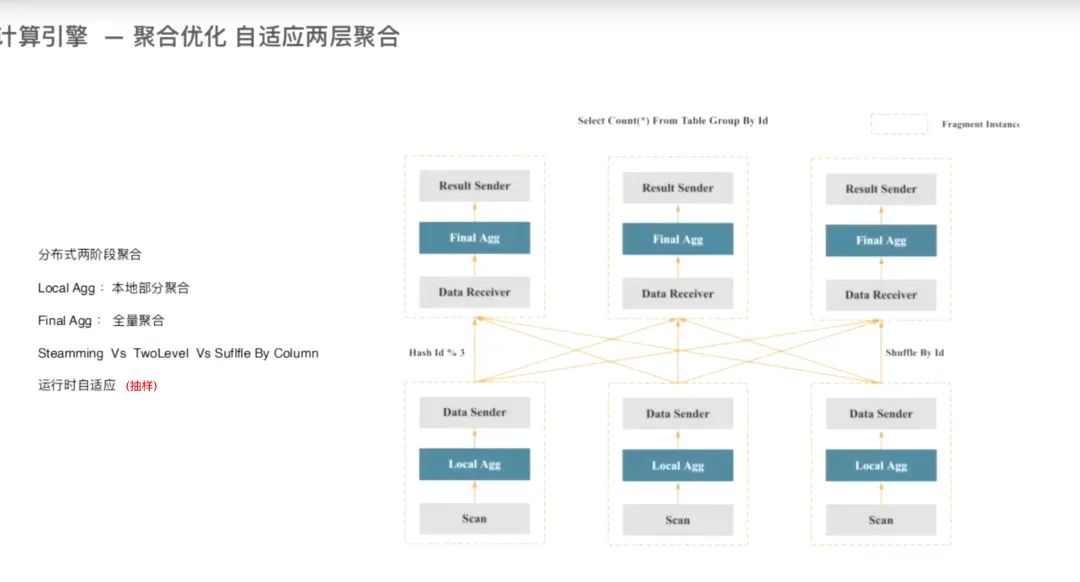 计算引擎 — 聚合优化 自适应两层聚合
Select Count(*) From Table Group By Id
Fragment Instance
分布式两阶段聚合
Local Agg： 本地部分聚合
Final Agg： 全量聚合
Steamming Vs TwoLevel Vs Suflfle By Column
运行时自适应 (抽样)
Result Sender
Result Sender
Result Sender
Final Agg
Final Agg
Final Agg
Data Receiver
Data Receiver
Data Receiver
Hash Id % 3
Shuffle By Id
Data Sender
Data Sender
Data Sender
Local Agg
Local Agg
Local Agg
Scan
Scan
Scan